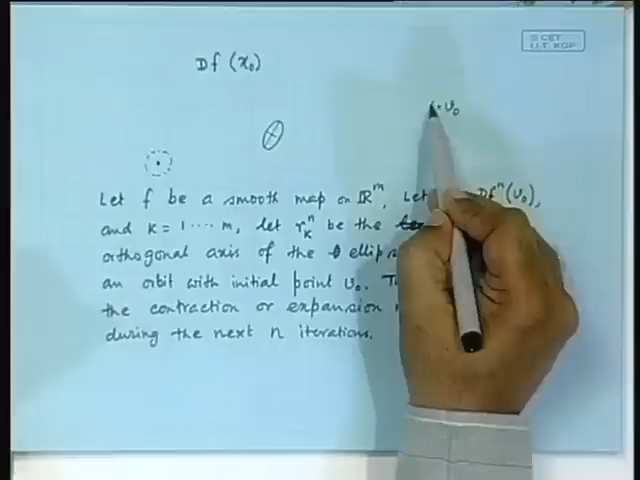 © CET
I.I.T. KGP
Df (x₀)
v₀
Let f be a smooth map on ℝᵐ, Let Dfⁿ(v₀),
and k = 1 ···· m, let rₖⁿ be the
orthogonal axis of the
an orbit with initial point v₀.
the contraction or expansion
during the next n iterations.